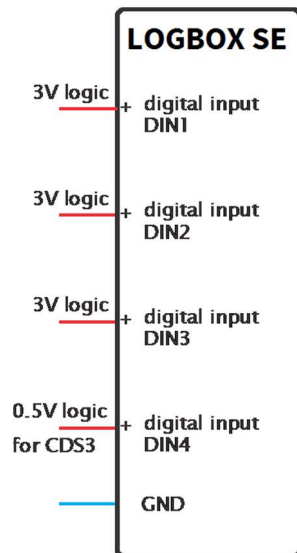 LOGBOX SE
3V logic
+ digital input
DIN1
3V logic
+ digital input
DIN2
3V logic
+ digital input
DIN3
0.5V logic
for CDS3
+ digital input
DIN4
GND